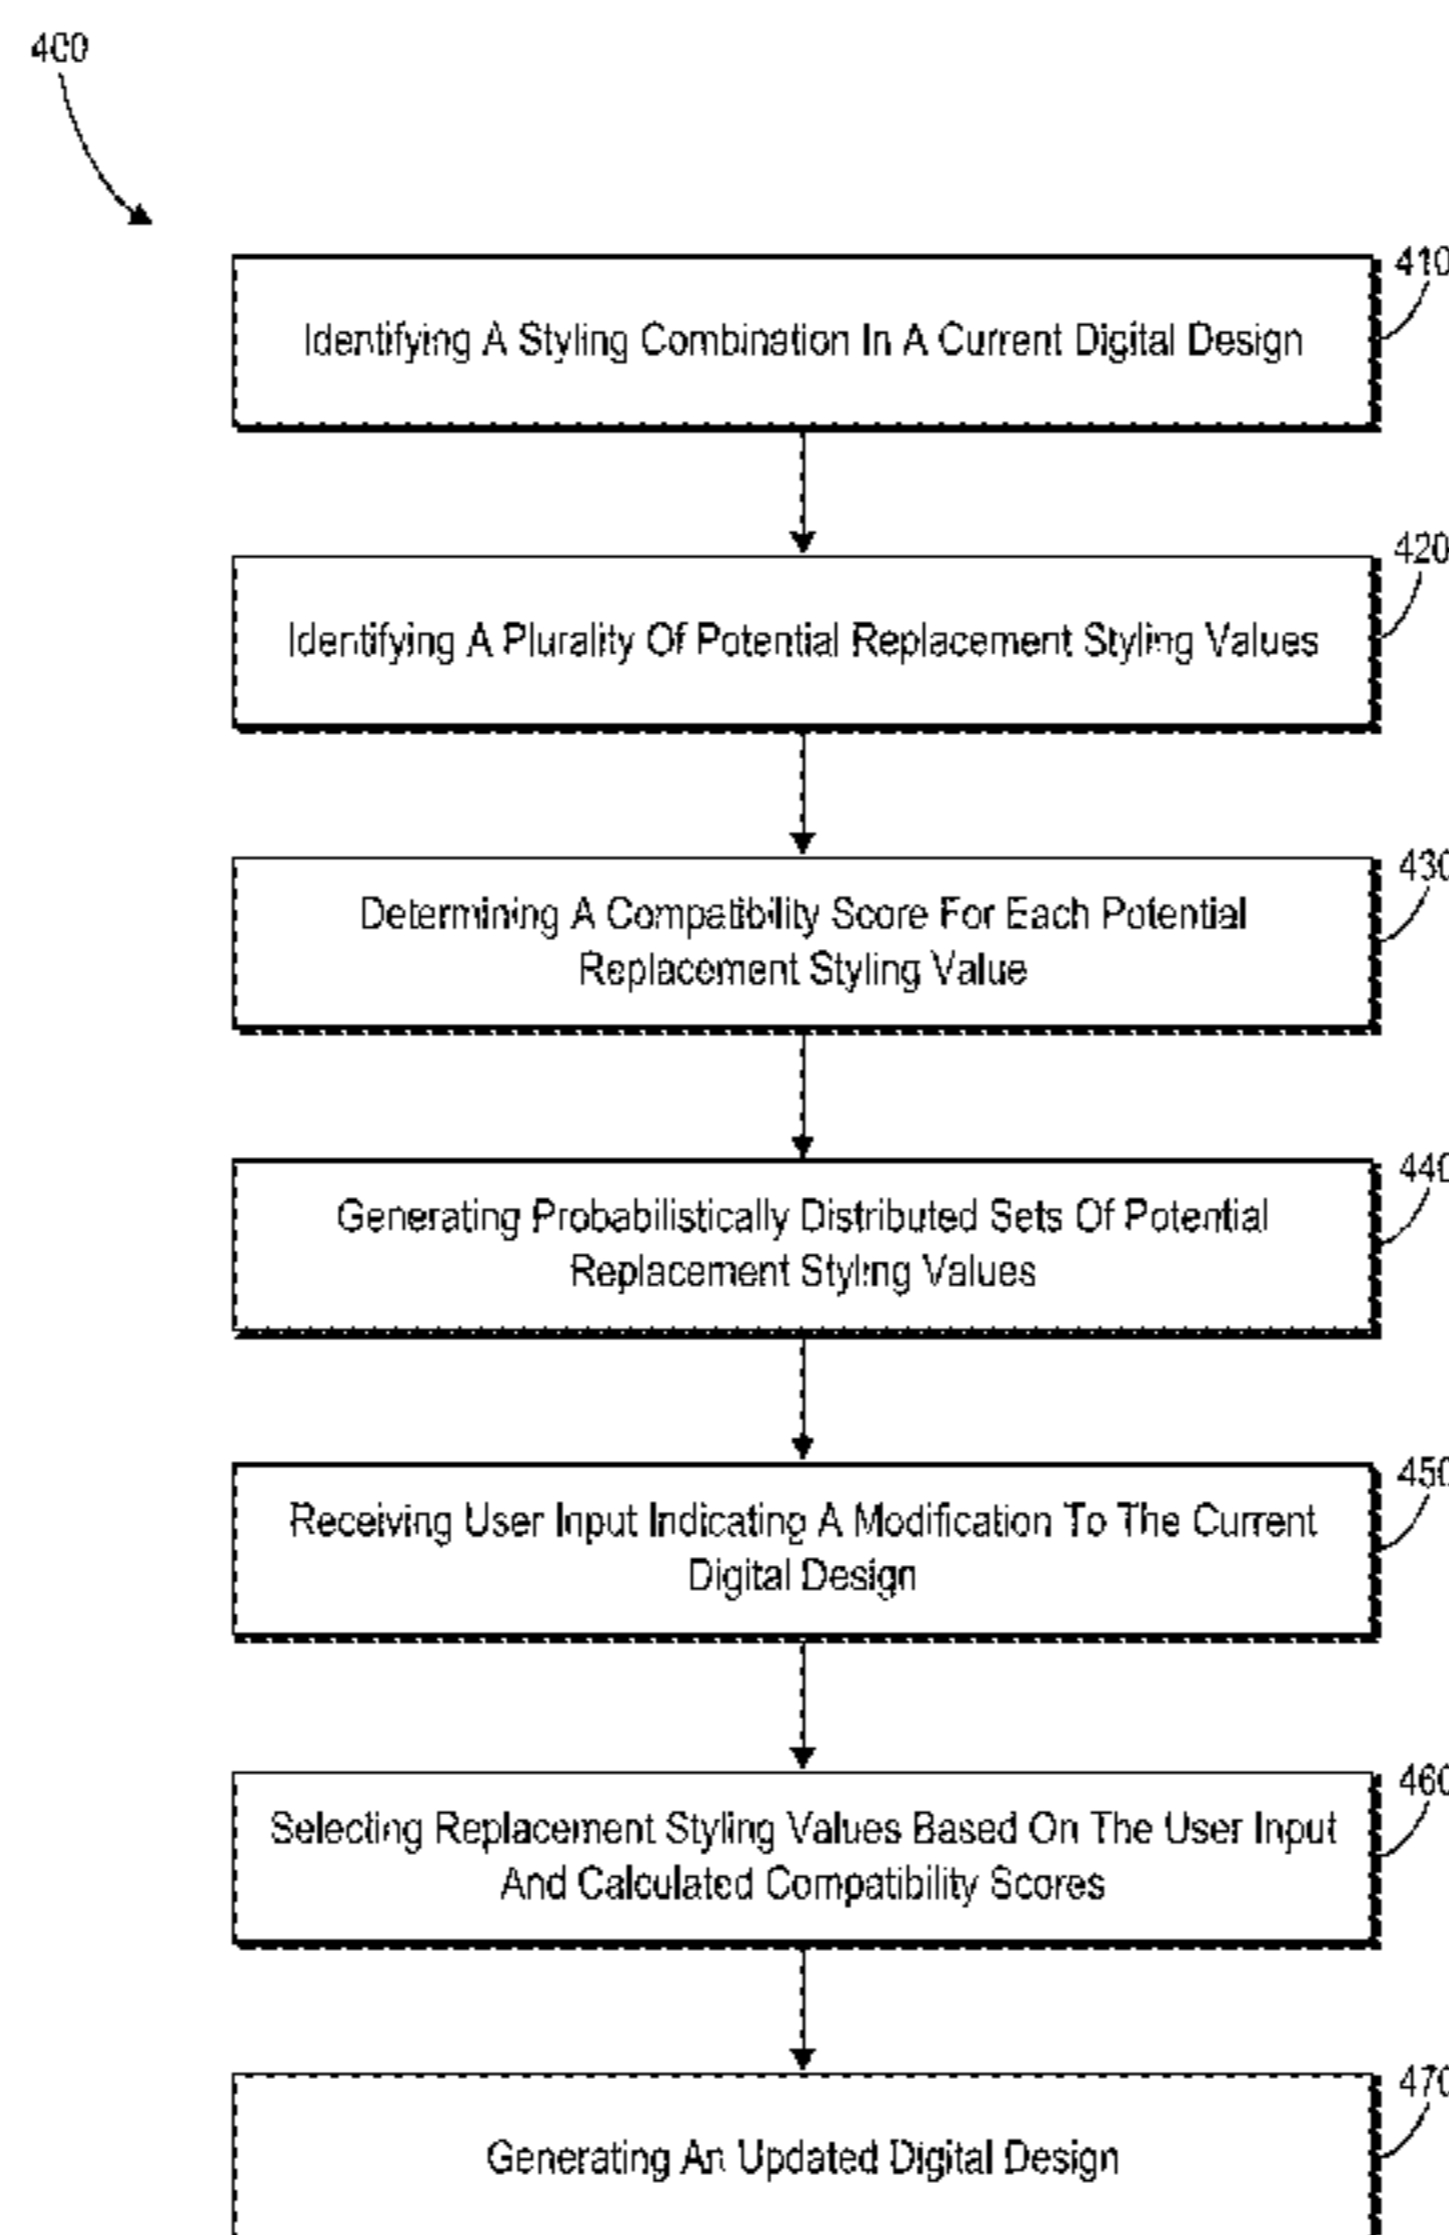 400
410
Identifying A Styling Combination In A Current Digital Design
420
Identifying A Plurality Of Potential Replacement Styling Values
430
Determining A Compatibility Score For Each Potential
Replacement Styling Value
440
Generating Probabilistically Distributed Sets Of Potential
Replacement Styling Values
450
Receiving User Input Indicating A Modification To The Current
Digital Design
460
Selecting Replacement Styling Values Based On The User Input
And Calculated Compatibility Scores
470
Generating An Updated Digital Design